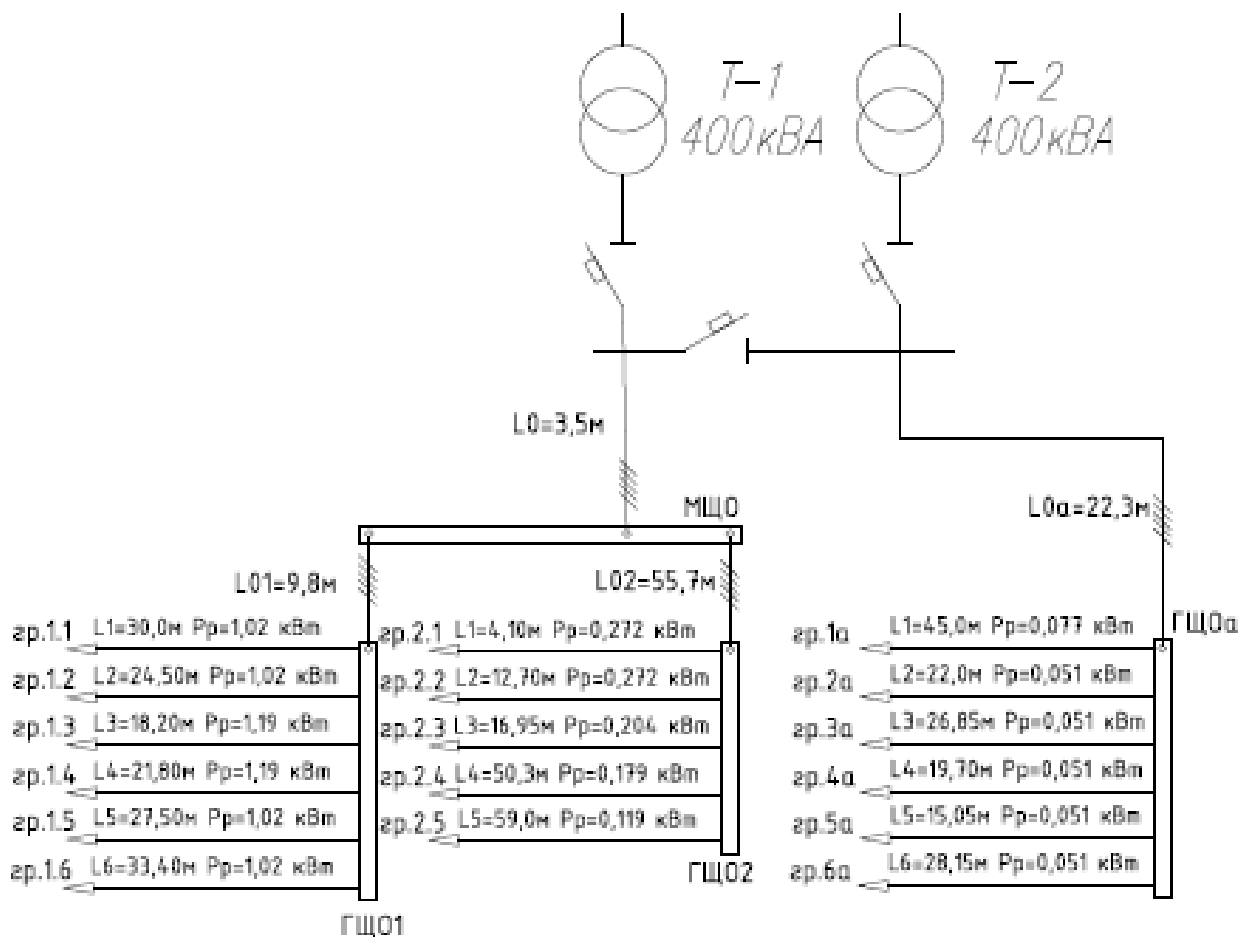 Т-1
400кВА
Т-2
400кВА
L0=3,5м
МЩО
L0а=22,3м
L01=9,8м
L02=55,7м
гр.1.1 L1=30,0м Рр=1,02 кВт
гр.1.2 L2=24,50м Рр=1,02 кВт
гр.1.3 L3=18,20м Рр=1,19 кВт
гр.1.4 L4=21,80м Рр=1,19 кВт
гр.1.5 L5=27,50м Рр=1,02 кВт
гр.1.6 L6=33,40м Рр=1,02 кВт
ГЩО1
гр.2.1 L1=4,10м Рр=0,272 кВт
гр.2.2 L2=12,70м Рр=0,272 кВт
гр.2.3 L3=16,95м Рр=0,204 кВт
гр.2.4 L4=50,3м Рр=0,179 кВт
гр.2.5 L5=59,0м Рр=0,119 кВт
ГЩО2
гр.1а L1=45,0м Рр=0,077 кВт
ГЩОа
гр.2а L2=22,0м Рр=0,051 кВт
гр.3а L3=26,85м Рр=0,051 кВт
гр.4а L4=19,70м Рр=0,051 кВт
гр.5а L5=15,05м Рр=0,051 кВт
гр.6а L6=28,15м Рр=0,051 кВт